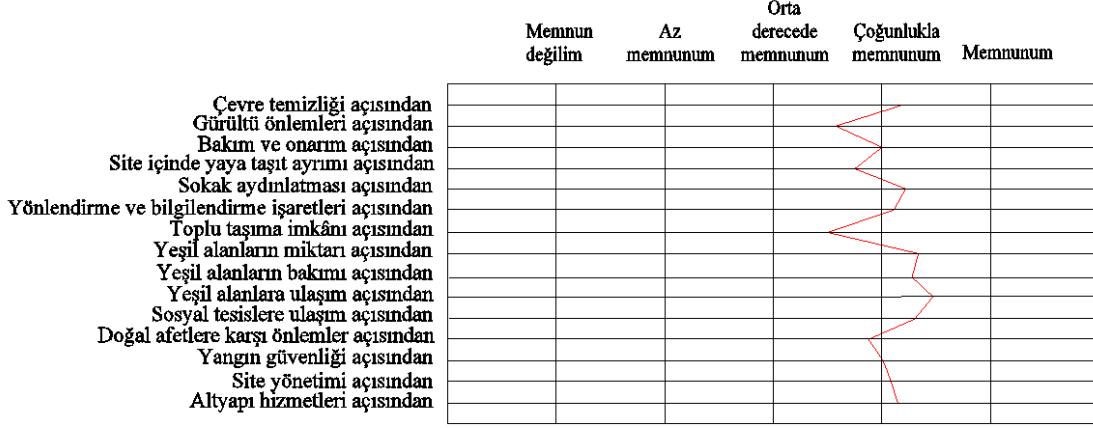 Memnun değilim
Az memnunum
Orta derecede memnunum
Çoğunlukla memnunum
Memnunum
Çevre temizliği açısından
Gürültü önlemleri açısından
Bakım ve onarım açısından
Site içinde yaya taşıt ayrımı açısından
Sokak aydınlatması açısından
Yönlendirme ve bilgilendirme işaretleri açısından
Toplu taşıma imkânı açısından
Yeşil alanların miktarı açısından
Yeşil alanların bakımı açısından
Yeşil alanlara ulaşım açısından
Sosyal tesislere ulaşım açısından
Doğal afetlere karşı önlemler açısından
Yangın güvenliği açısından
Site yönetimi açısından
Altyapı hizmetleri açısından